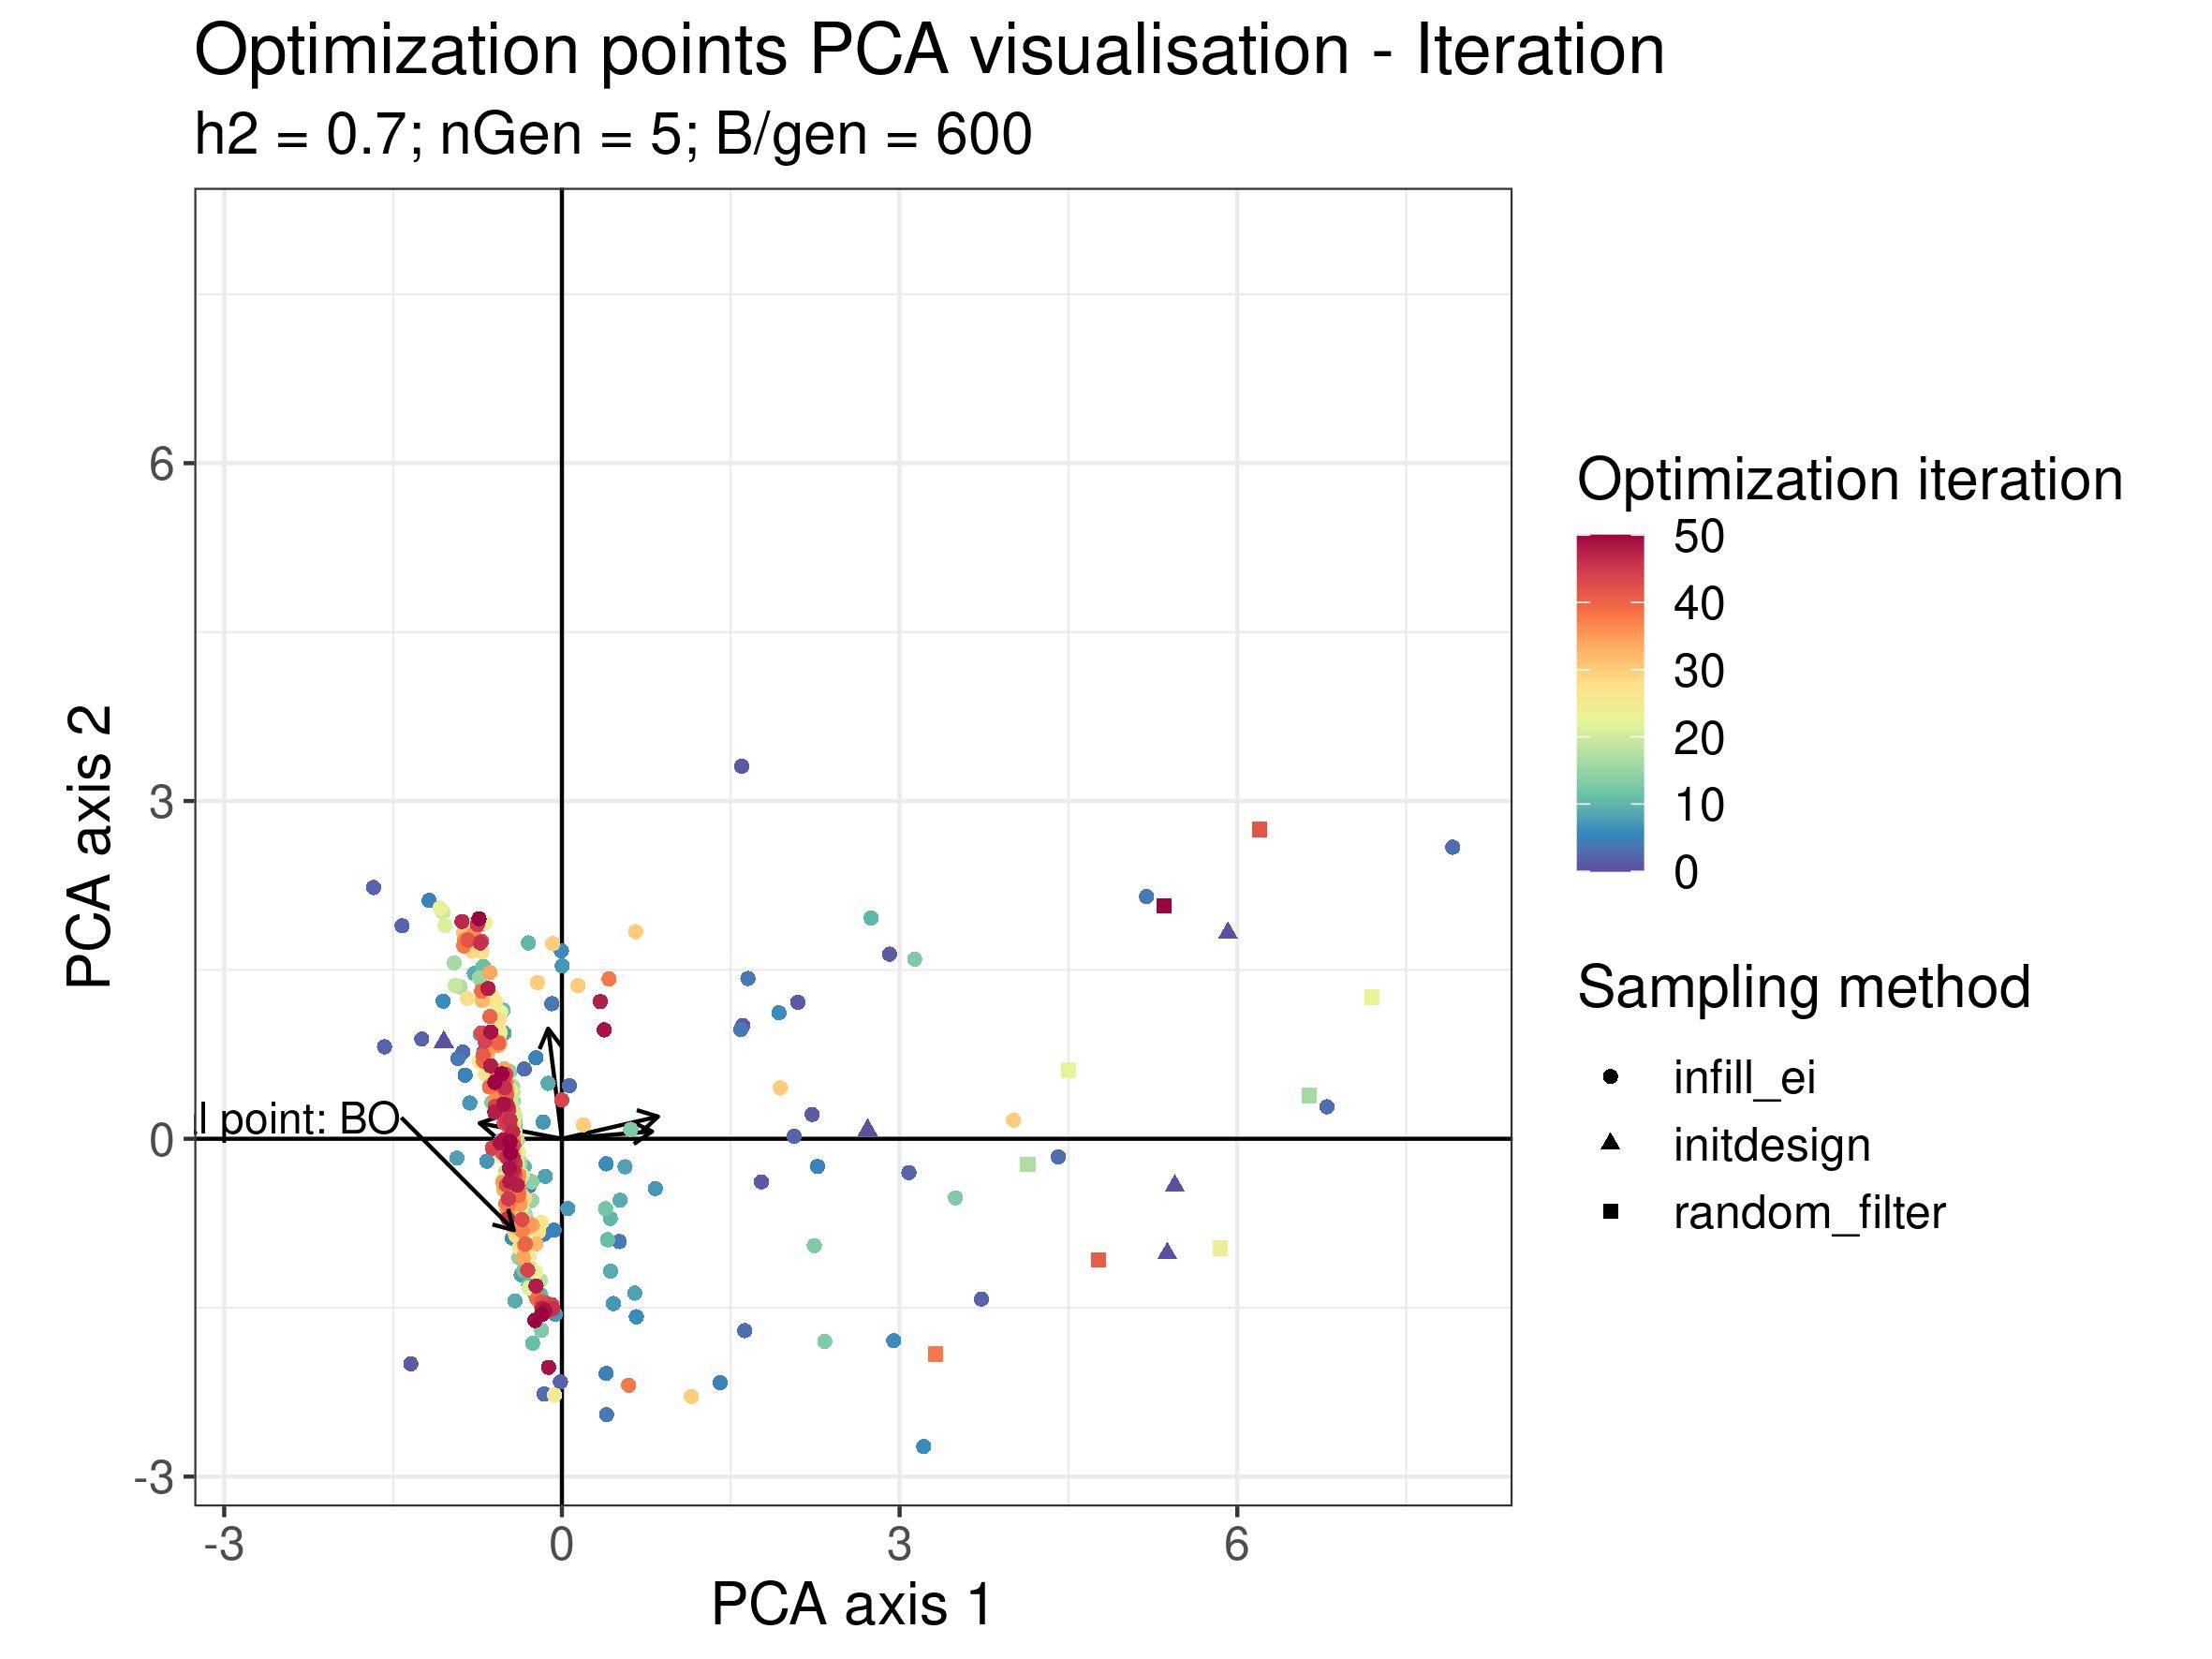 Optimization points PCA visualisation - Iteration
h2 = 0.7; nGen = 5; B/gen = 600
PCA axis 2
6
3
0
-3
point: BO
-3
0
3
6
PCA axis 1
Optimization iteration
50
40
30
20
10
0
Sampling method
infill_ei
initdesign
random_filter